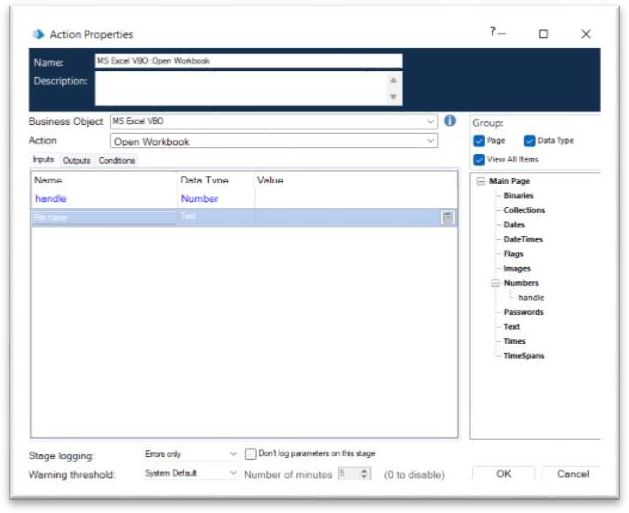 Action Properties
?
Name: MS Excel VBO::Open Workbook
Description:
Business Object MS Excel VBO
Action Open Workbook
Inputs Outputs Conditions
Name Data Type Value
handle Number
File name Text
Group:
Page Data Type
View All Items
Main Page
Binaries
Collections
Dates
DateTimes
Flags
Images
Numbers
handle
Passwords
Text
Times
TimeSpans
Stage logging: Errors only Don't log parameters on this stage
Warning threshold: System Default Number of minutes 5 (0 to disable)
OK Cancel